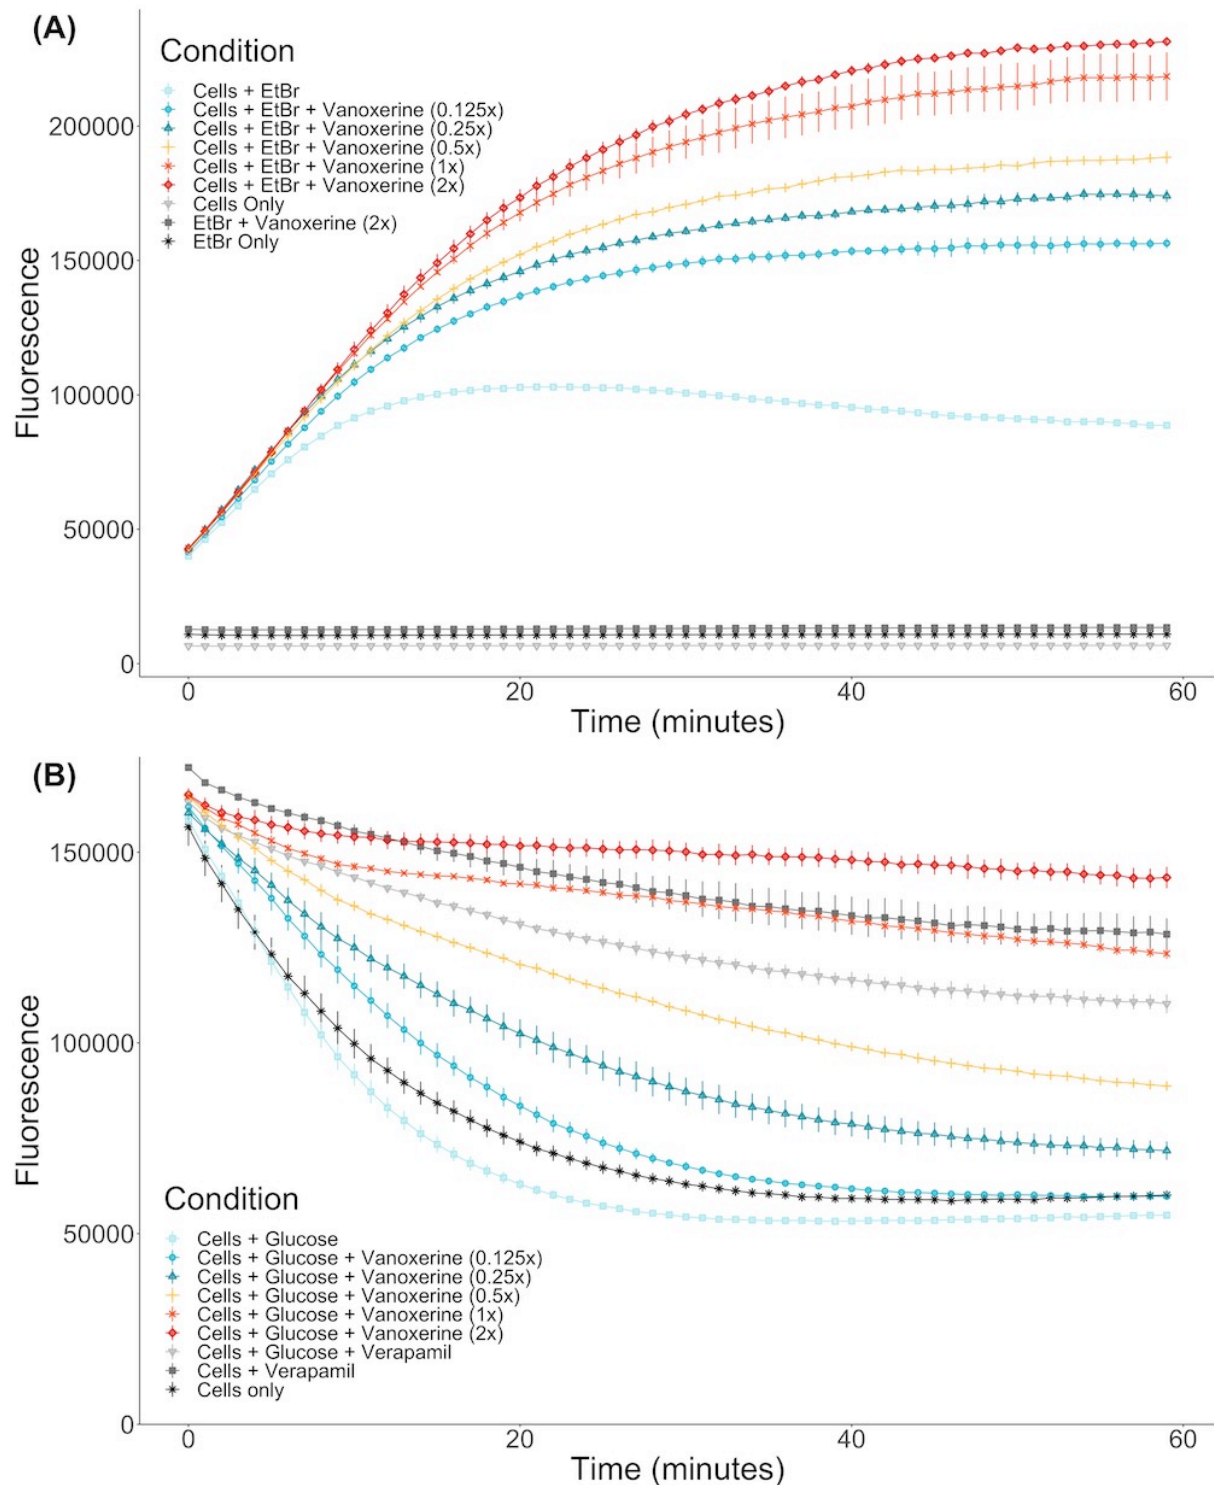 (A)
Condition
Cells + EtBr
Cells + EtBr + Vanoxerine (0.125x)
Cells + EtBr + Vanoxerine (0.25x)
Cells + EtBr + Vanoxerine (0.5x)
Cells + EtBr + Vanoxerine (1x)
Cells + EtBr + Vanoxerine (2x)
Cells Only
EtBr + Vanoxerine (2x)
EtBr Only
Fluorescence
200000
150000
100000
50000
0
0 20 40 60
Time (minutes)
(B)
Fluorescence
150000
100000
50000
0
Condition
Cells + Glucose
Cells + Glucose + Vanoxerine (0.125x)
Cells + Glucose + Vanoxerine (0.25x)
Cells + Glucose + Vanoxerine (0.5x)
Cells + Glucose + Vanoxerine (1x)
Cells + Glucose + Vanoxerine (2x)
Cells + Glucose + Verapamil
Cells + Verapamil
Cells only
0 20 40 60
Time (minutes)